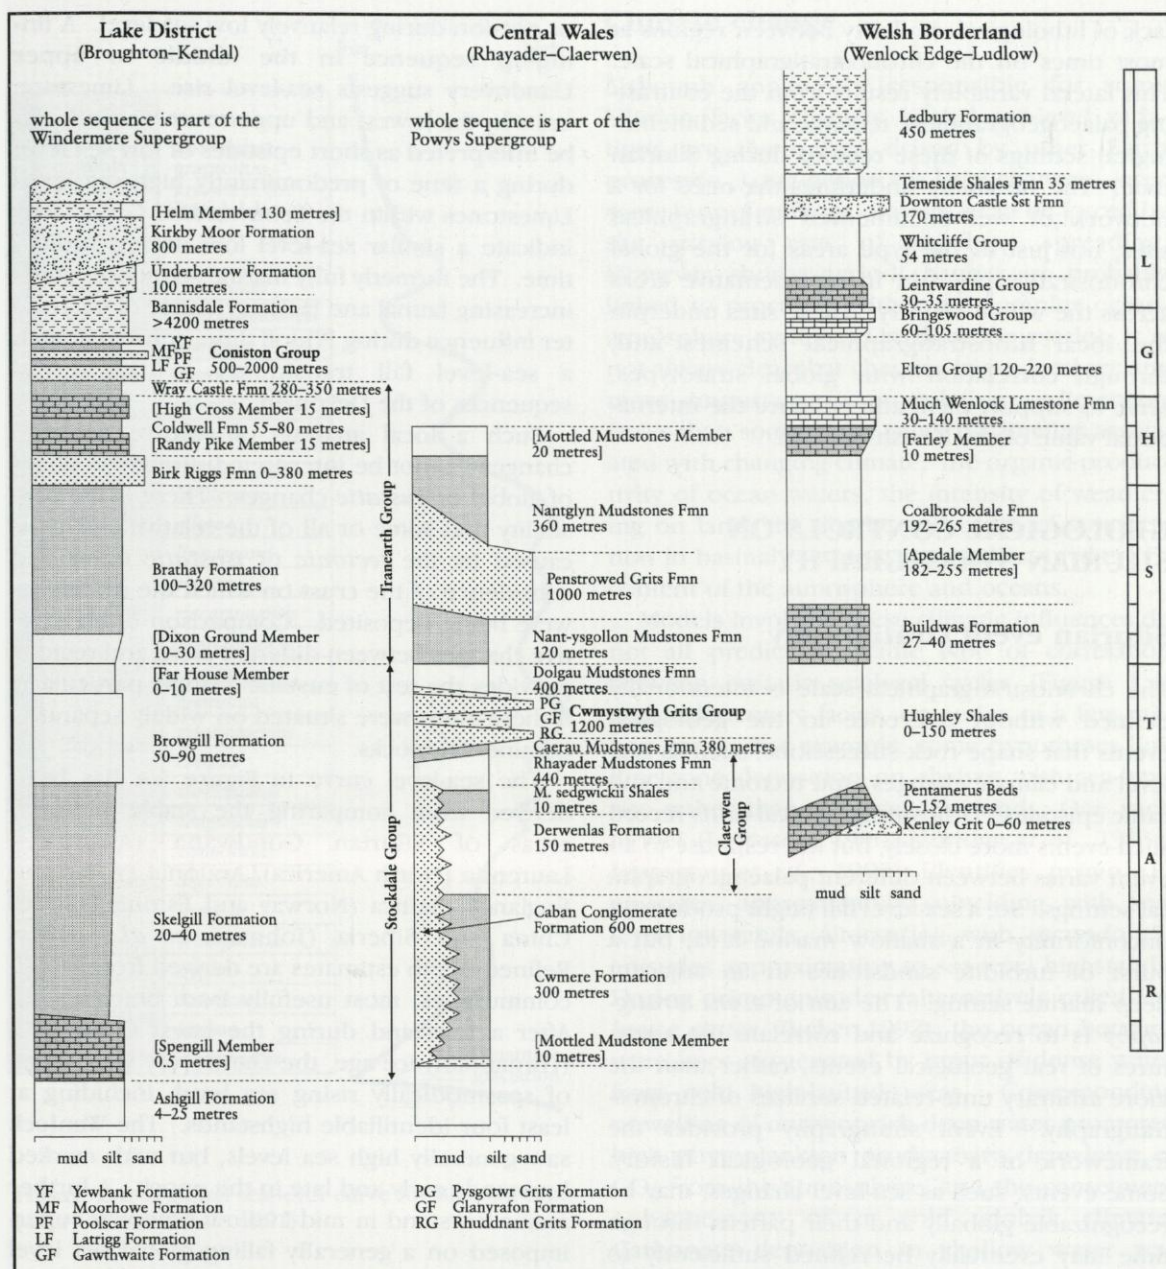 Lake District
(Broughton–Kendal)
whole sequence is part of the
Windermere Supergroup
[Helm Member 130 metres]
Kirkby Moor Formation
800 metres
Underbarrow Formation
100 metres
Bannisdale Formation
>4200 metres
YF
MF
PF
LF
GF
Coniston Group
500–2000 metres
Wray Castle Fmn 280–350 metres
[High Cross Member 15 metres]
Coldwell Fmn 55–80 metres
[Randy Pike Member 15 metres]
Birk Riggs Fmn 0–380 metres
Brathay Formation
100–320 metres
[Dixon Ground Member
10–30 metres]
[Far House Member
0–10 metres]
Browgill Formation
50–90 metres
Skelgill Formation
20–40 metres
[Spengill Member
0.5 metres]
Ashgill Formation
4–25 metres
mud silt sand
Tranearth Group
Stockdale Group
YF Yewbank Formation
MF Moorhowe Formation
PF Poolscar Formation
LF Latrigg Formation
GF Gawthwaite Formation
Central Wales
(Rhayader–Claerwen)
whole sequence is part of the
Powys Supergroup
[Mottled Mudstones Member
20 metres]
Nantglyn Mudstones Fmn
360 metres
Penstrowed Grits Fmn
1000 metres
Nant-ysgollon Mudstones Fmn
120 metres
Dolgau Mudstones Fmn
400 metres
PG
GF
RG
Cwmystwyth Grits Group
1200 metres
Caerau Mudstones Fmn 380 metres
Rhayader Mudstones Fmn
440 metres
M. sedgwickii Shales
10 metres
Derwenlas Formation
150 metres
Caban Conglomerate
Formation 600 metres
Cwmere Formation
300 metres
[Mottled Mudstone Member
10 metres]
mud silt sand
Claerwen
Group
PG Pysgotwr Grits Formation
GF Glanyrafon Formation
RG Rhuddnant Grits Formation
Welsh Borderland
(Wenlock Edge–Ludlow)
Ledbury Formation
450 metres
Temeside Shales Fmn 35 metres
Downton Castle Sst Fmn
170 metres
Whitcliffe Group
54 metres
Leintwardine Group
30–35 metres
Bringewood Group
60–105 metres
Elton Group 120–220 metres
Much Wenlock Limestone Fmn
30–140 metres
[Farley Member
10 metres]
Coalbrookdale Fmn
192–265 metres
[Apedale Member
182–255 metres]
Buildwas Formation
27–40 metres
Hughley Shales
0–150 metres
Pentamerus Beds
0–152 metres
Kenley Grit 0–60 metres
mud silt sand
L
G
H
S
T
A
R